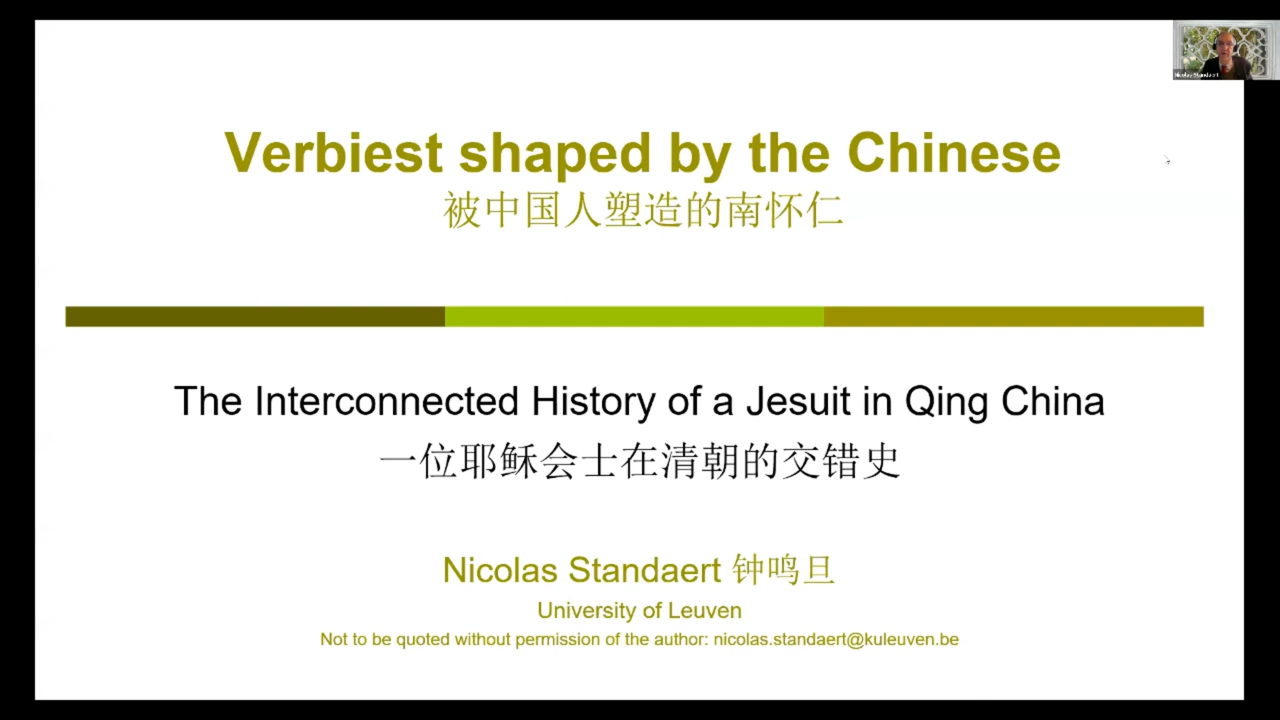 Verbiest shaped by the Chinese
被中国人塑造的南怀仁
The Interconnected History of a Jesuit in Qing China
一位耶稣会士在清朝的交错史
Nicolas Standaert 钟鸣旦
University of Leuven
Not to be quoted without permission of the author: nicolas.standaert@kuleuven.be
Nicolas Standaert